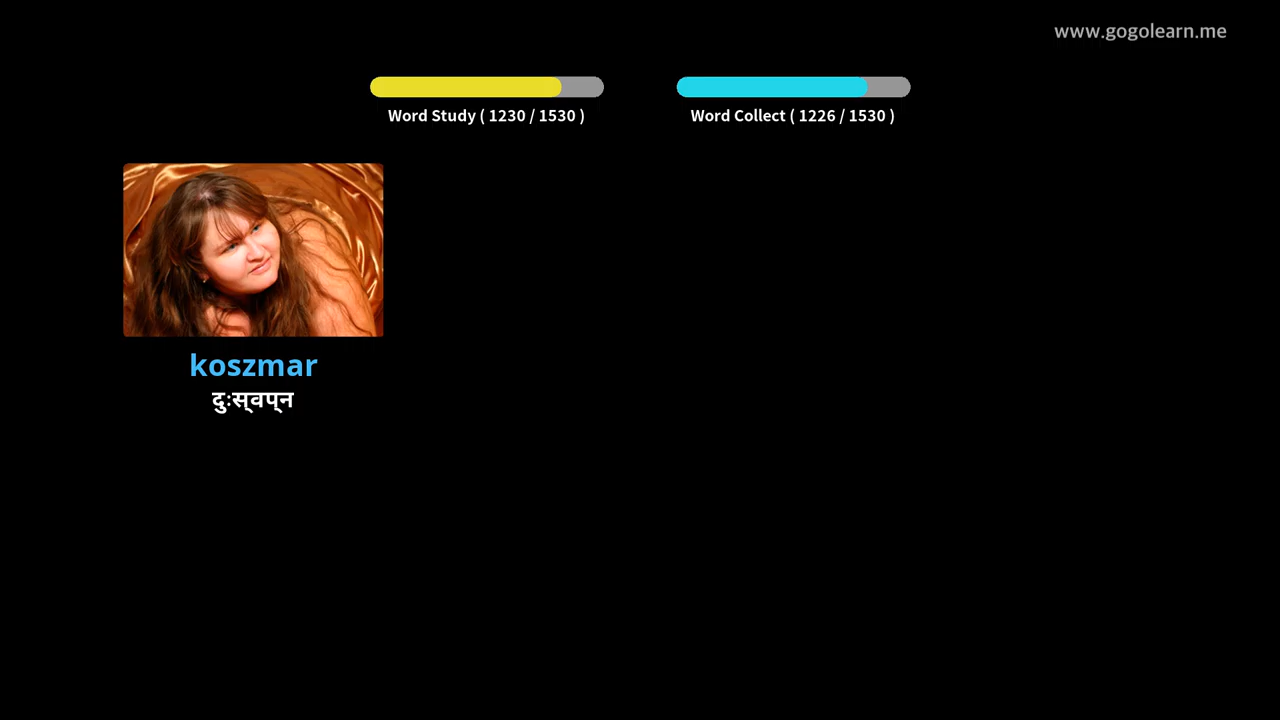 www.gogolearn.me
Word Study ( 1230 / 1530 )
Word Collect ( 1226 / 1530 )
koszmar
दुःस्वप्न